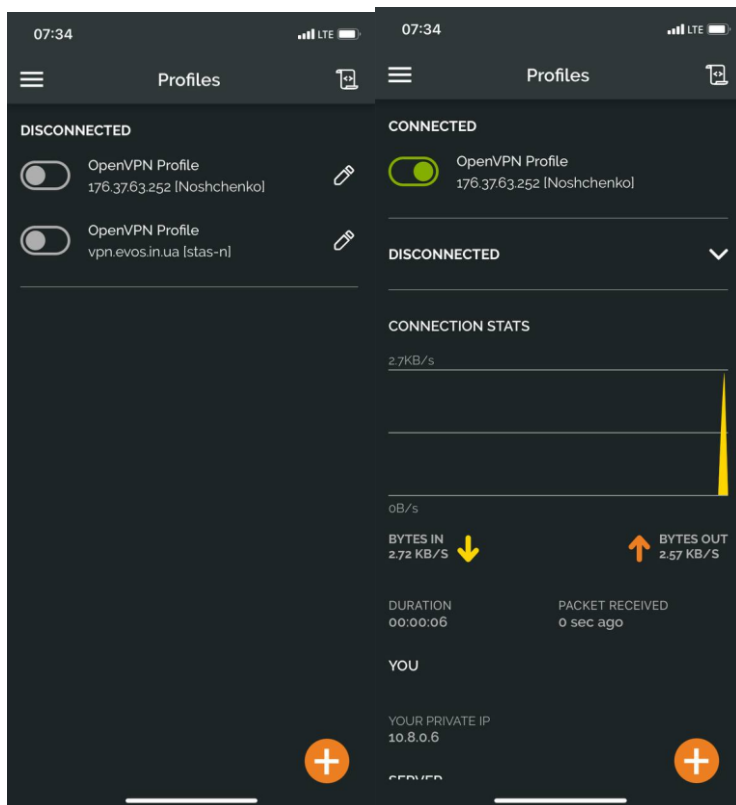 07:34
LTE
Profiles
DISCONNECTED
OpenVPN Profile
176.37.63.252 [Noshchenko]
OpenVPN Profile
vpn.evos.in.ua [stas-n]
07:34
LTE
Profiles
CONNECTED
OpenVPN Profile
176.37.63.252 [Noshchenko]
DISCONNECTED
CONNECTION STATS
2.7KB/s
0B/s
BYTES IN
2.72 KB/S
BYTES OUT
2.57 KB/S
DURATION
00:00:06
PACKET RECEIVED
0 sec ago
YOU
YOUR PRIVATE IP
10.8.0.6
SERVER